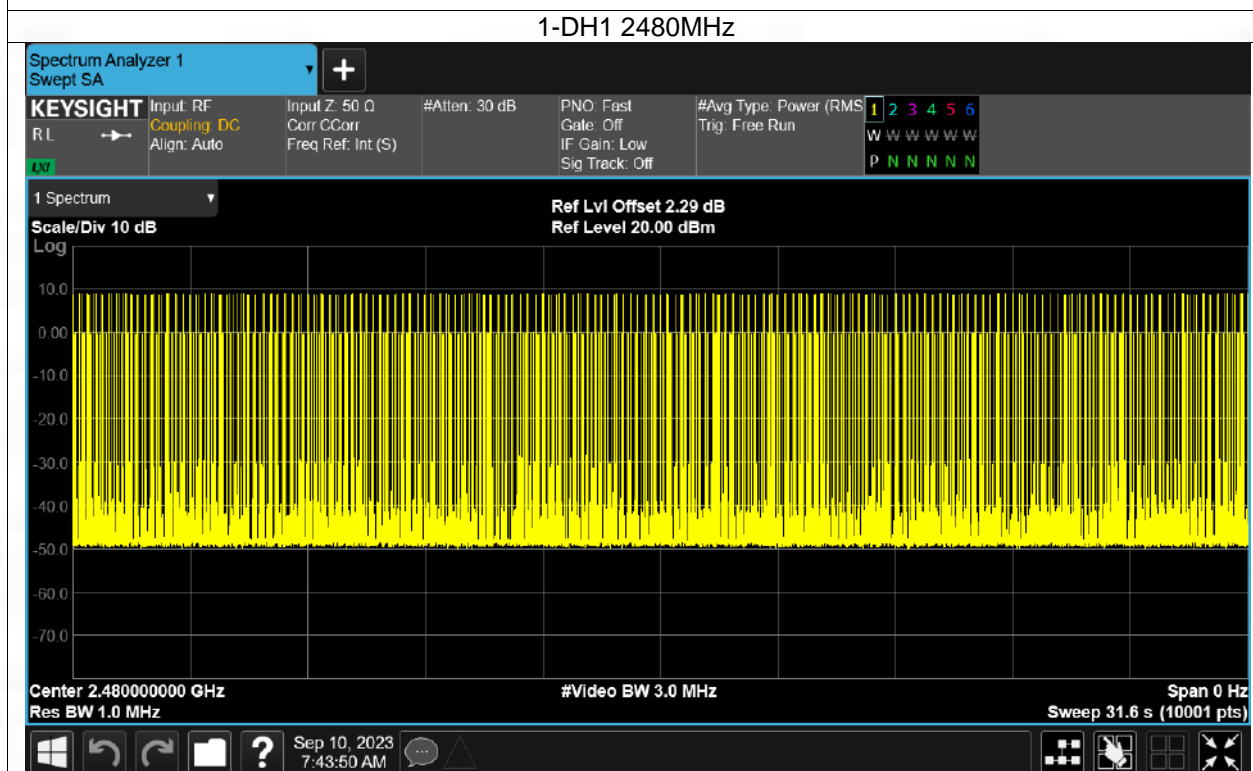 1-DH1 2480MHz
Spectrum Analyzer 1
Swept SA
+
KEYSIGHT Input: RF Input Z: 50 Ω #Atten: 30 dB PNO: Fast #Avg Type: Power (RMS 1 2 3 4 5 6
RL Coupling: DC Corr CCorr Gate: Off Trig: Free Run W W W W W W
Align: Auto Freq Ref: Int (S) IF Gain: Low P N N N N N
LXI Sig Track: Off
1 Spectrum Ref Lvl Offset 2.29 dB
Scale/Div 10 dB Ref Level 20.00 dBm
Log
10.0
0.00
-10.0
-20.0
-30.0
-40.0
-50.0
-60.0
-70.0
Center 2.480000000 GHz #Video BW 3.0 MHz Span 0 Hz
Res BW 1.0 MHz Sweep 31.6 s (10001 pts)
? Sep 10, 2023
7:43:50 AM